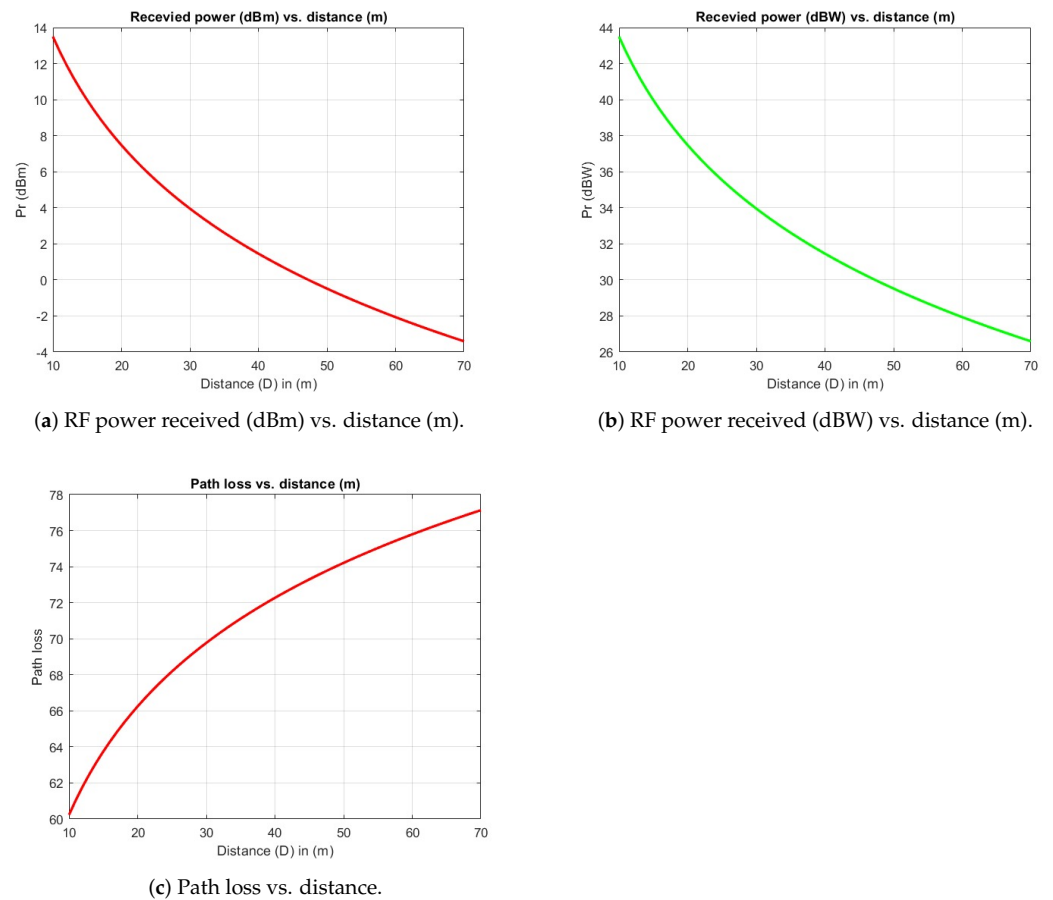 Recevied power (dBm) vs. distance (m)
14
12
10
8
6
4
2
0
-2
-4
Pr (dBm)
10 20 30 40 50 60 70
Distance (D) in (m)
(a) RF power received (dBm) vs. distance (m).
Recevied power (dBW) vs. distance (m)
44
42
40
38
36
34
32
30
28
26
Pr (dBW)
10 20 30 40 50 60 70
Distance (D) in (m)
(b) RF power received (dBW) vs. distance (m).
Path loss vs. distance (m)
78
76
74
72
70
68
66
64
62
60
Path loss
10 20 30 40 50 60 70
Distance (D) in (m)
(c) Path loss vs. distance.